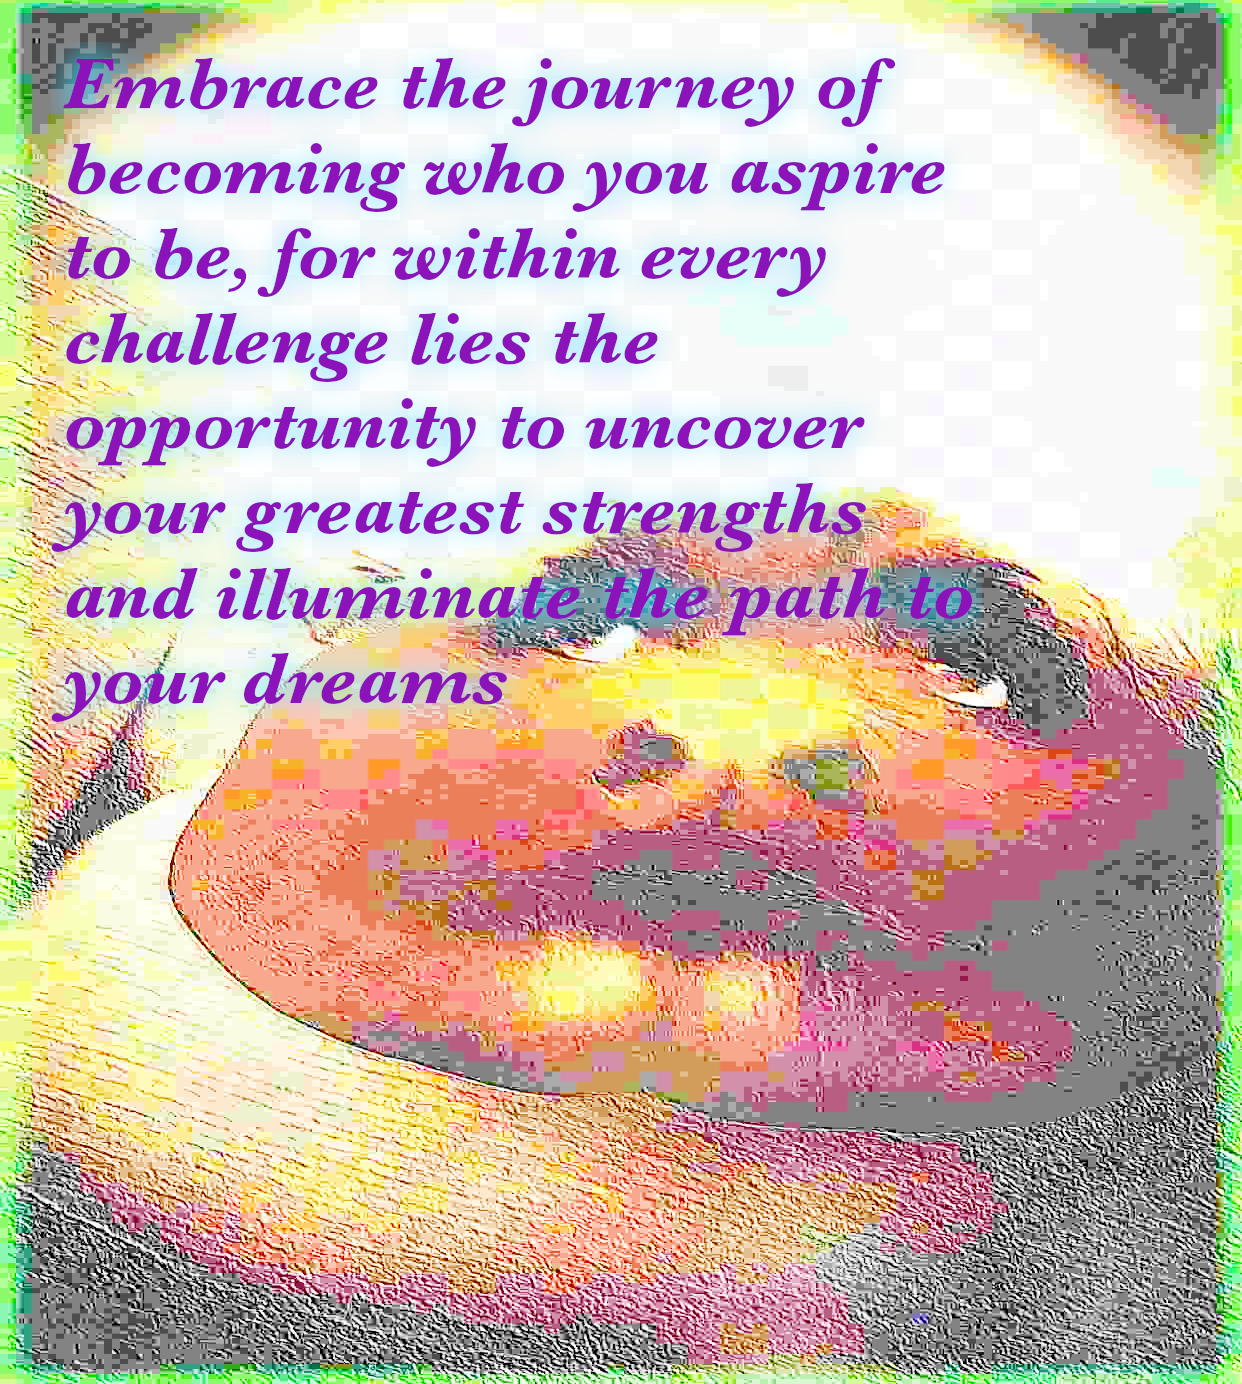 Embrace the journey of
becoming who you aspire
to be, for within every
challenge lies the
opportunity to uncover
your greatest strengths
and illuminate the path to
your dreams